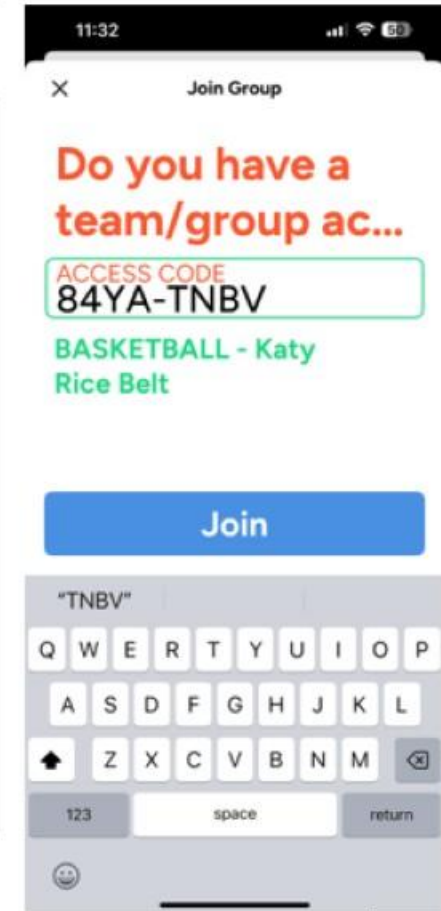 11:32
50
Join Group
Do you have a
team/group ac...
ACCESS CODE
84YA-TNBV
BASKETBALL - Katy
Rice Belt
Join
"TNBV"
Q W E R T Y U I O P
A S D F G H J K L
Z X C V B N M
123 space return